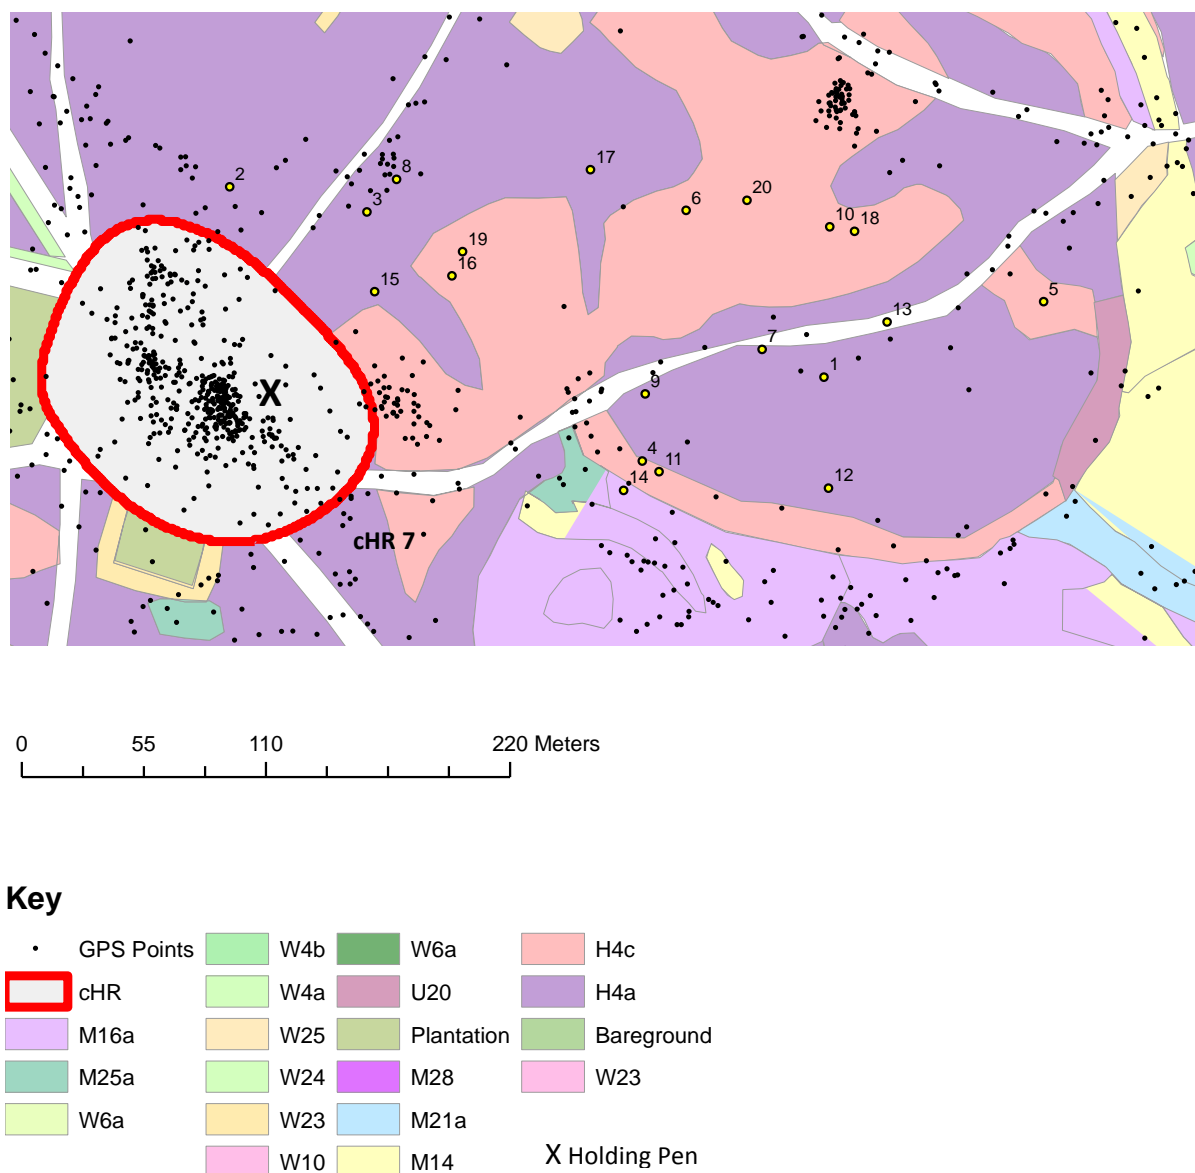 17
8
2
20
3
6
10
18
19
16
15
5
13
7
1
9
4
11
14
12
X
cHR 7
0 55 110 220 Meters
Key
GPS Points W4b W6a H4c
cHR W4a U20 H4a
M16a W25 Plantation Bareground
M25a W24 M28 W23
W6a W23 M21a
W10 M14 X Holding Pen